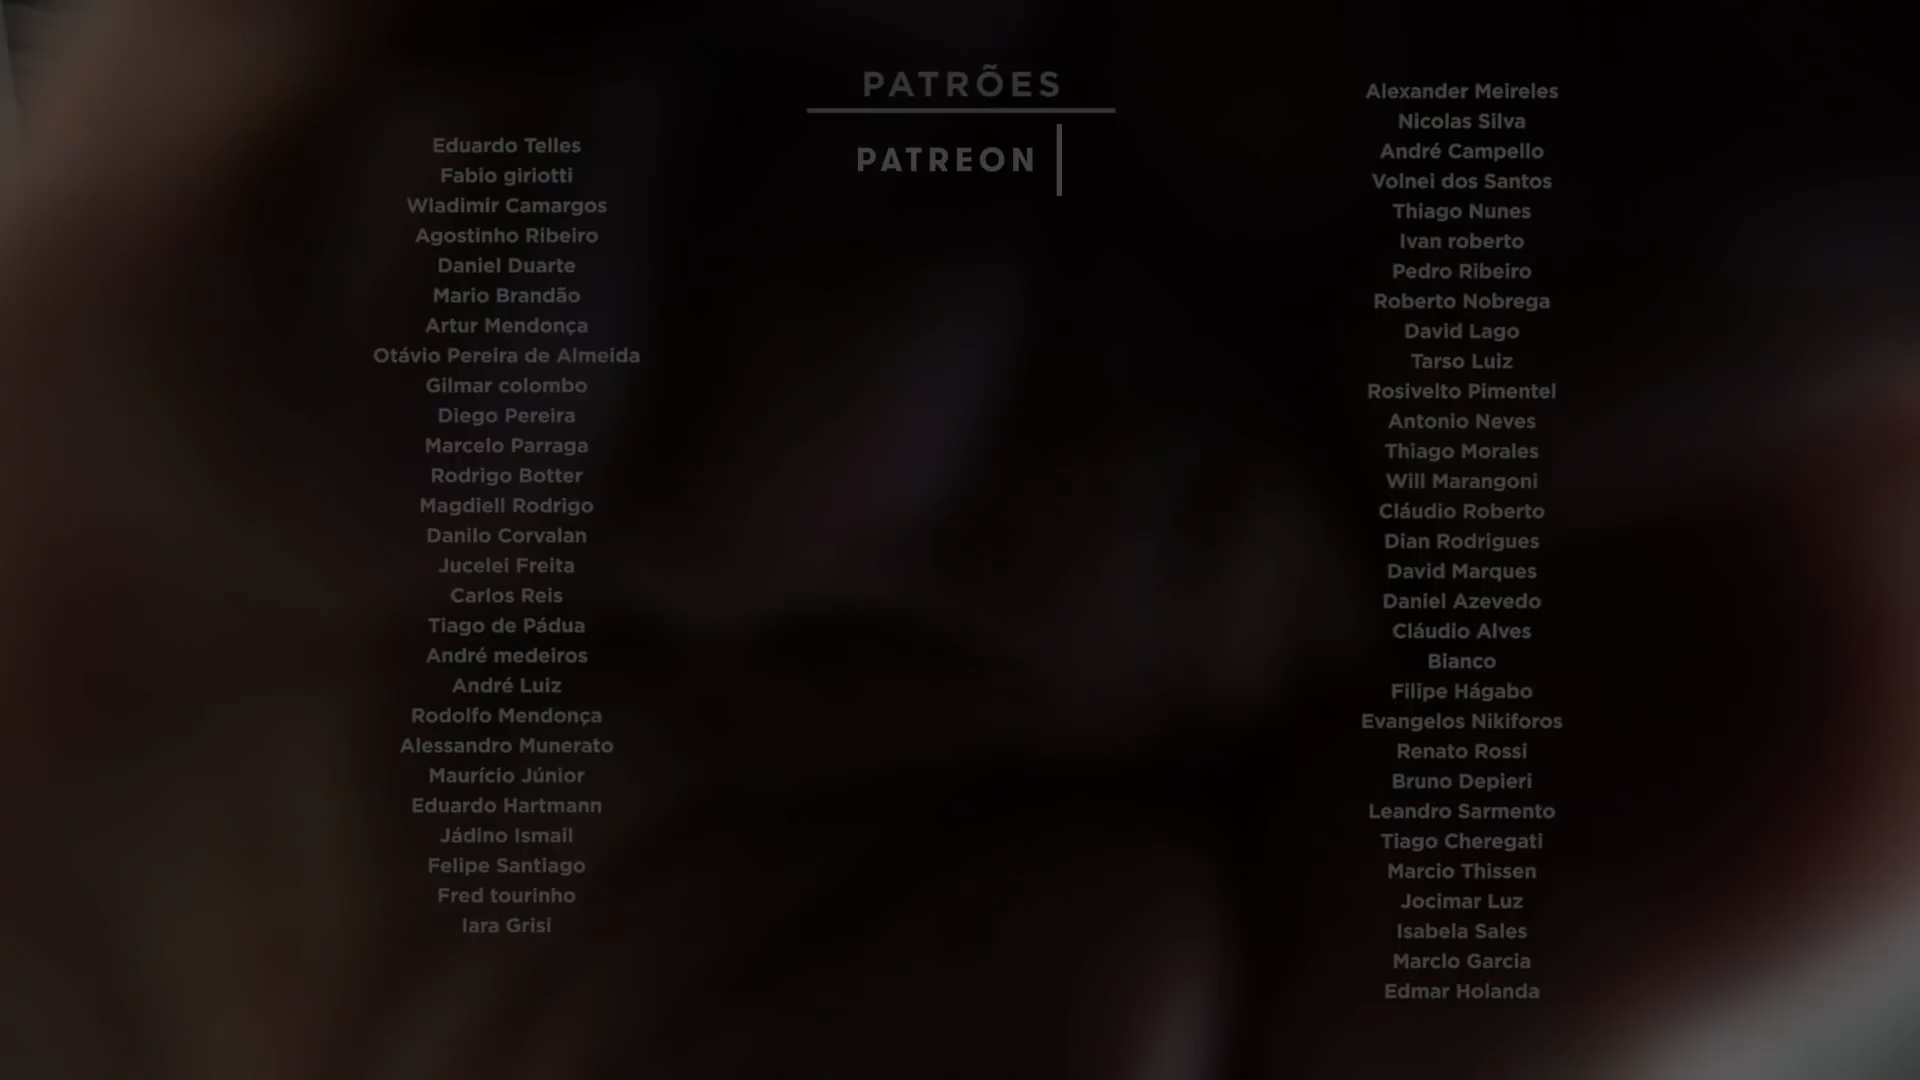 PATRÕES
PATREON
Eduardo Telles
Fabio giriotti
Wladimir Camargos
Agostinho Ribeiro
Daniel Duarte
Mario Brandão
Artur Mendonça
Otávio Pereira de Almeida
Gilmar colombo
Diego Pereira
Marcelo Parraga
Rodrigo Botter
Magdiell Rodrigo
Danilo Corvalan
Jucelei Freita
Carlos Reis
Tiago de Pádua
André medeiros
André Luiz
Rodolfo Mendonça
Alessandro Munerato
Maurício Júnior
Eduardo Hartmann
Jádino Ismail
Felipe Santiago
Fred tourinho
Iara Grisi
Alexander Meireles
Nicolas Silva
André Campello
Volnei dos Santos
Thiago Nunes
Ivan roberto
Pedro Ribeiro
Roberto Nobrega
David Lago
Tarso Luiz
Rosivelto Pimentel
Antonio Neves
Thiago Morales
Will Marangoni
Cláudio Roberto
Dian Rodrigues
David Marques
Daniel Azevedo
Cláudio Alves
Bianco
Filipe Hágabo
Evangelos Nikiforos
Renato Rossi
Bruno Depieri
Leandro Sarmento
Tiago Cheregati
Marcio Thissen
Jocimar Luz
Isabela Sales
Marclo Garcia
Edmar Holanda